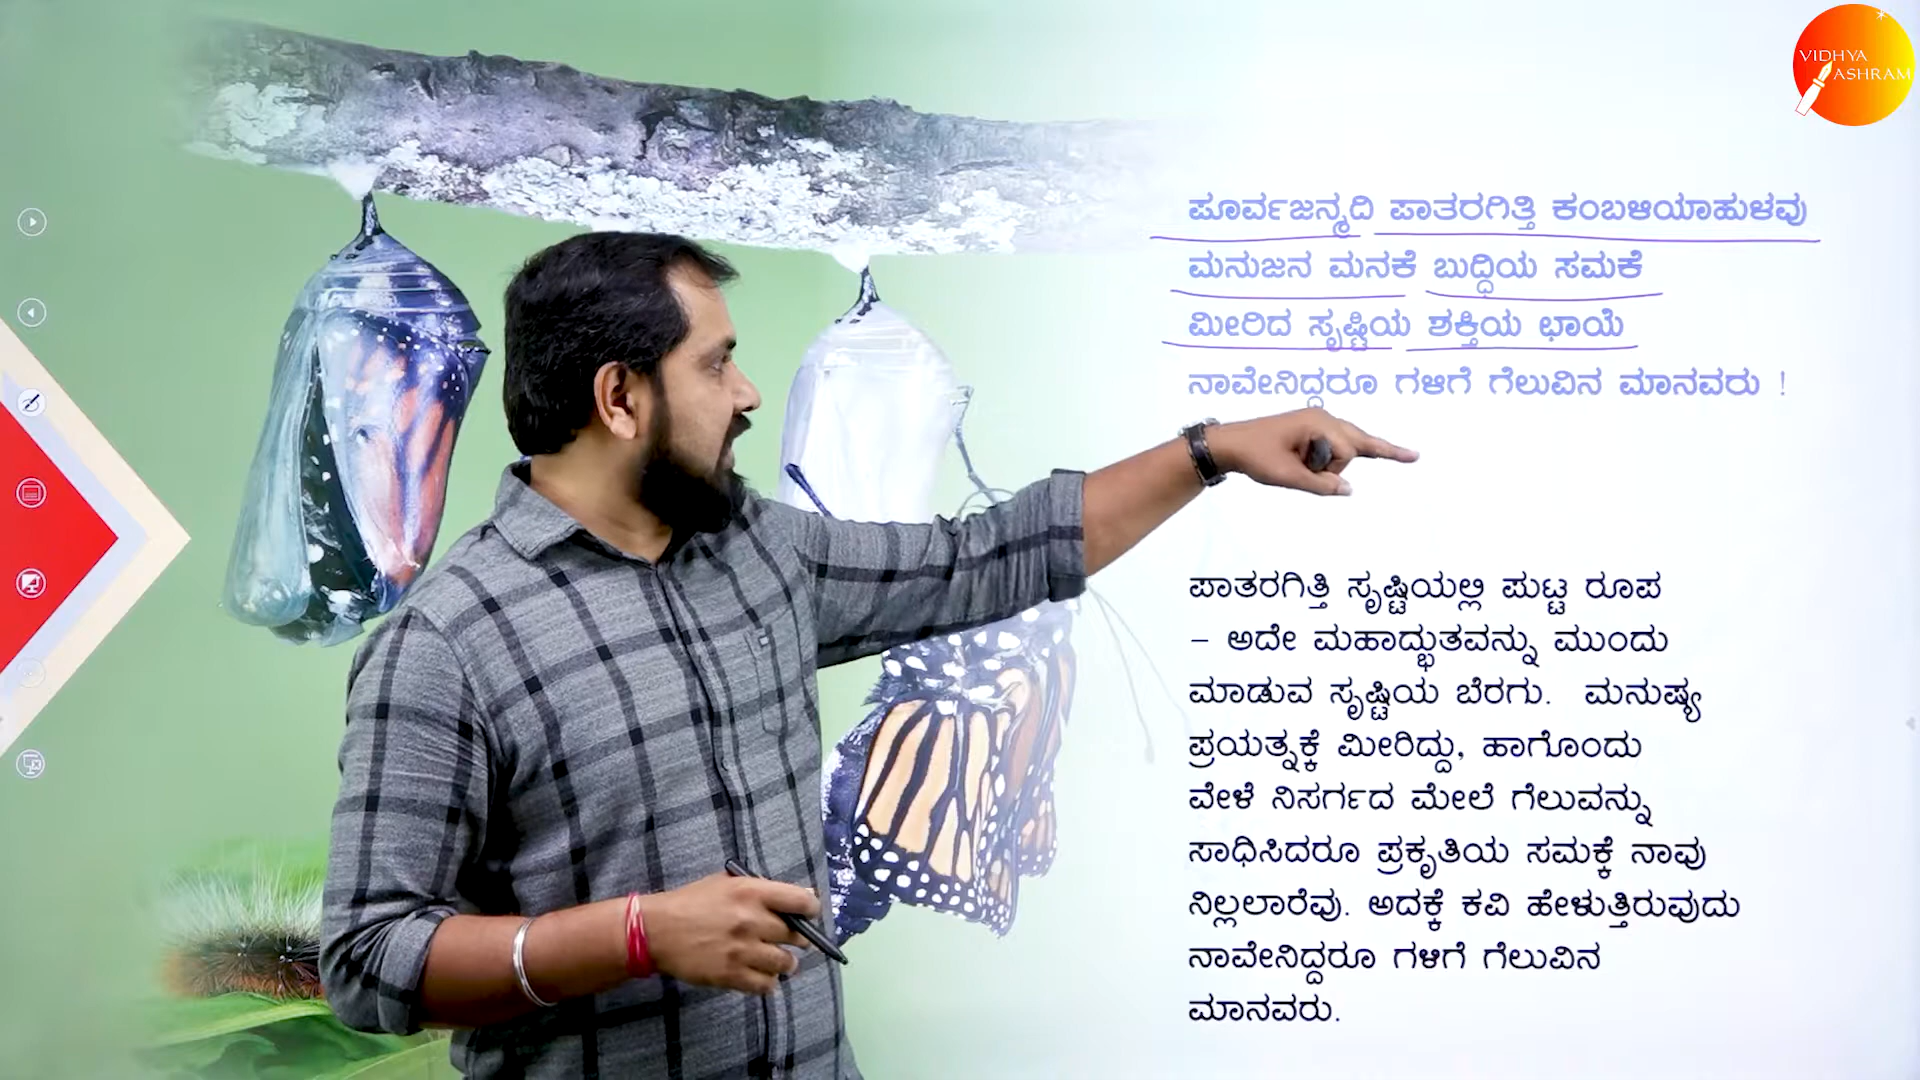 VIDHYA
ASHRAM
ಪೂರ್ವಜನ್ಮದಿ ಪಾತರಗಿತ್ತಿ ಕಂಬಳಿಯಾಹುಳವು
ಮನುಜನ ಮನಕೆ ಬುದ್ಧಿಯ ಸಮಕೆ
ಮೀರಿದ ಸೃಷ್ಟಿಯ ಶಕ್ತಿಯ ಛಾಯೆ
ನಾವೇನಿದ್ದರೂ ಗಳಿಗೆ ಗೆಲುವಿನ ಮಾನವರು !
ಪಾತರಗಿತ್ತಿ ಸೃಷ್ಟಿಯಲ್ಲಿ ಪುಟ್ಟ ರೂಪ
– ಅದೇ ಮಹಾದ್ಭುತವನ್ನು ಮುಂದು
ಮಾಡುವ ಸೃಷ್ಟಿಯ ಬೆರಗು. ಮನುಷ್ಯ
ಪ್ರಯತ್ನಕ್ಕೆ ಮೀರಿದ್ದು, ಹಾಗೊಂದು
ವೇಳೆ ನಿಸರ್ಗದ ಮೇಲೆ ಗೆಲುವನ್ನು
ಸಾಧಿಸಿದರೂ ಪ್ರಕೃತಿಯ ಸಮಕ್ಕೆ ನಾವು
ನಿಲ್ಲಲಾರೆವು. ಅದಕ್ಕೆ ಕವಿ ಹೇಳುತ್ತಿರುವುದು
ನಾವೇನಿದ್ದರೂ ಗಳಿಗೆ ಗೆಲುವಿನ
ಮಾನವರು.